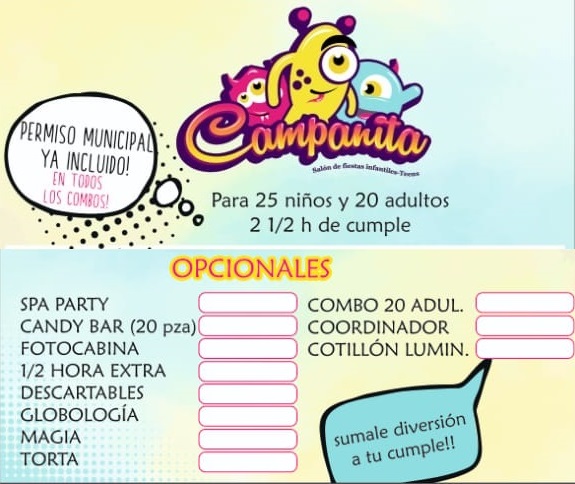 Campanita
Salón de fiestas infantiles-Teens
PERMISO MUNICIPAL
YA INCLUIDO!
EN TODOS
LOS COMBOS!
Para 25 niños y 20 adultos
2 1/2 h de cumple
OPCIONALES
SPA PARTY
CANDY BAR (20 pza)
FOTOCABINA
1/2 HORA EXTRA
DESCARTABLES
GLOBOLOGÍA
MAGIA
TORTA
COMBO 20 ADUL.
COORDINADOR
COTILLÓN LUMIN.
sumale diversión
a tu cumple!!